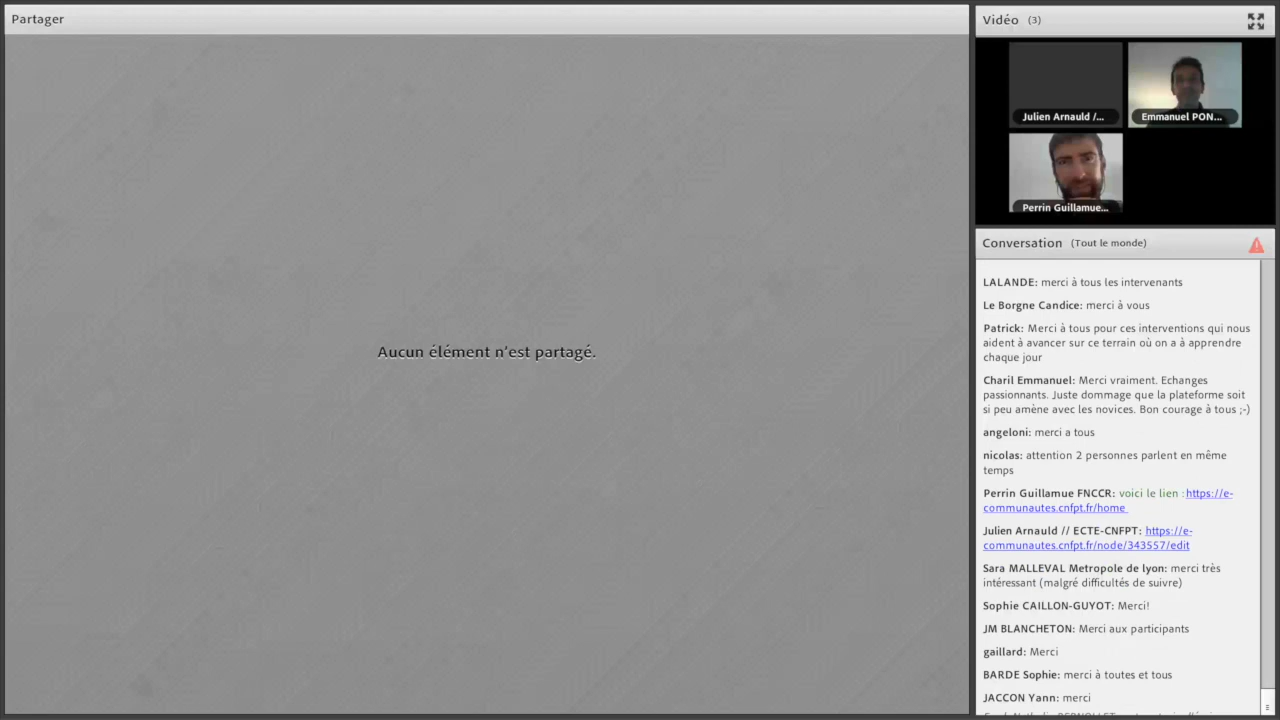 Partager
Aucun élément n'est partagé.
Vidéo (3)
Julien Arnauld /...
Emmanuel PON...
Perrin Guillamue...
Conversation (Tout le monde)
LALANDE: merci à tous les intervenants
Le Borgne Candice: merci à vous
Patrick: Merci à tous pour ces interventions qui nous
aident à avancer sur ce terrain où on a à apprendre
chaque jour
Charil Emmanuel: Merci vraiment. Echanges
passionnants. Juste dommage que la plateforme soit
si peu amène avec les novices. Bon courage à tous ;-)
angeloni: merci a tous
nicolas: attention 2 personnes parlent en même
temps
Perrin Guillamue FNCCR: voici le lien :https://e-
communautes.cnfpt.fr/home
Julien Arnauld // ECTE-CNFPT: https://e-
communautes.cnfpt.fr/node/343557/edit
Sara MALLEVAL Metropole de lyon: merci très
intéressant (malgré difficultés de suivre)
Sophie CAILLON-GUYOT: Merci!
JM BLANCHETON: Merci aux participants
gaillard: Merci
BARDE Sophie: merci à toutes et tous
JACCON Yann: merci